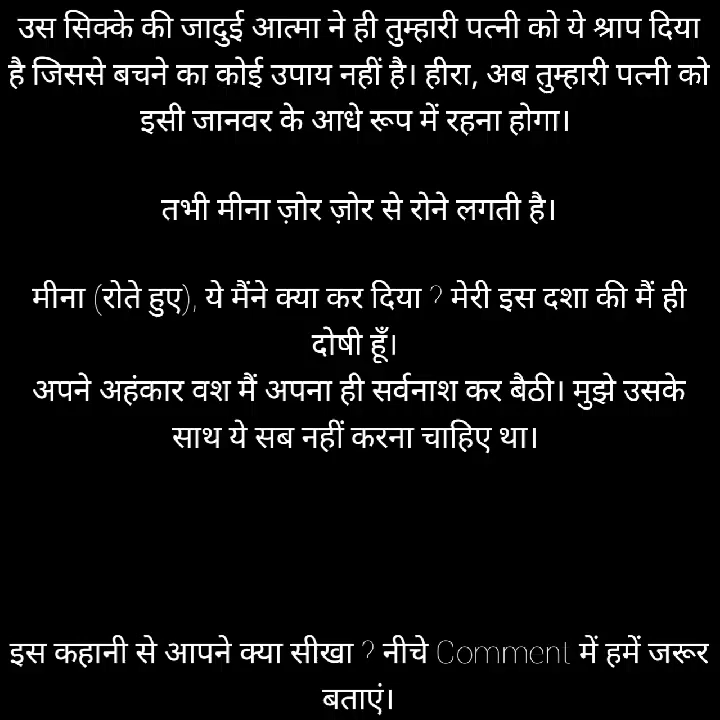 उस सिक्के की जादुई आत्मा ने ही तुम्हारी पत्नी को ये श्राप दिया
है जिससे बचने का कोई उपाय नहीं है। हीरा, अब तुम्हारी पत्नी को
इसी जानवर के आधे रूप में रहना होगा।
तभी मीना ज़ोर ज़ोर से रोने लगती है।
मीना (रोते हुए), ये मैंने क्या कर दिया ? मेरी इस दशा की मैं ही
दोषी हूँ।
अपने अहंकार वश मैं अपना ही सर्वनाश कर बैठी। मुझे उसके
साथ ये सब नहीं करना चाहिए था।
इस कहानी से आपने क्या सीखा ? नीचे Comment में हमें जरूर
बताएं।